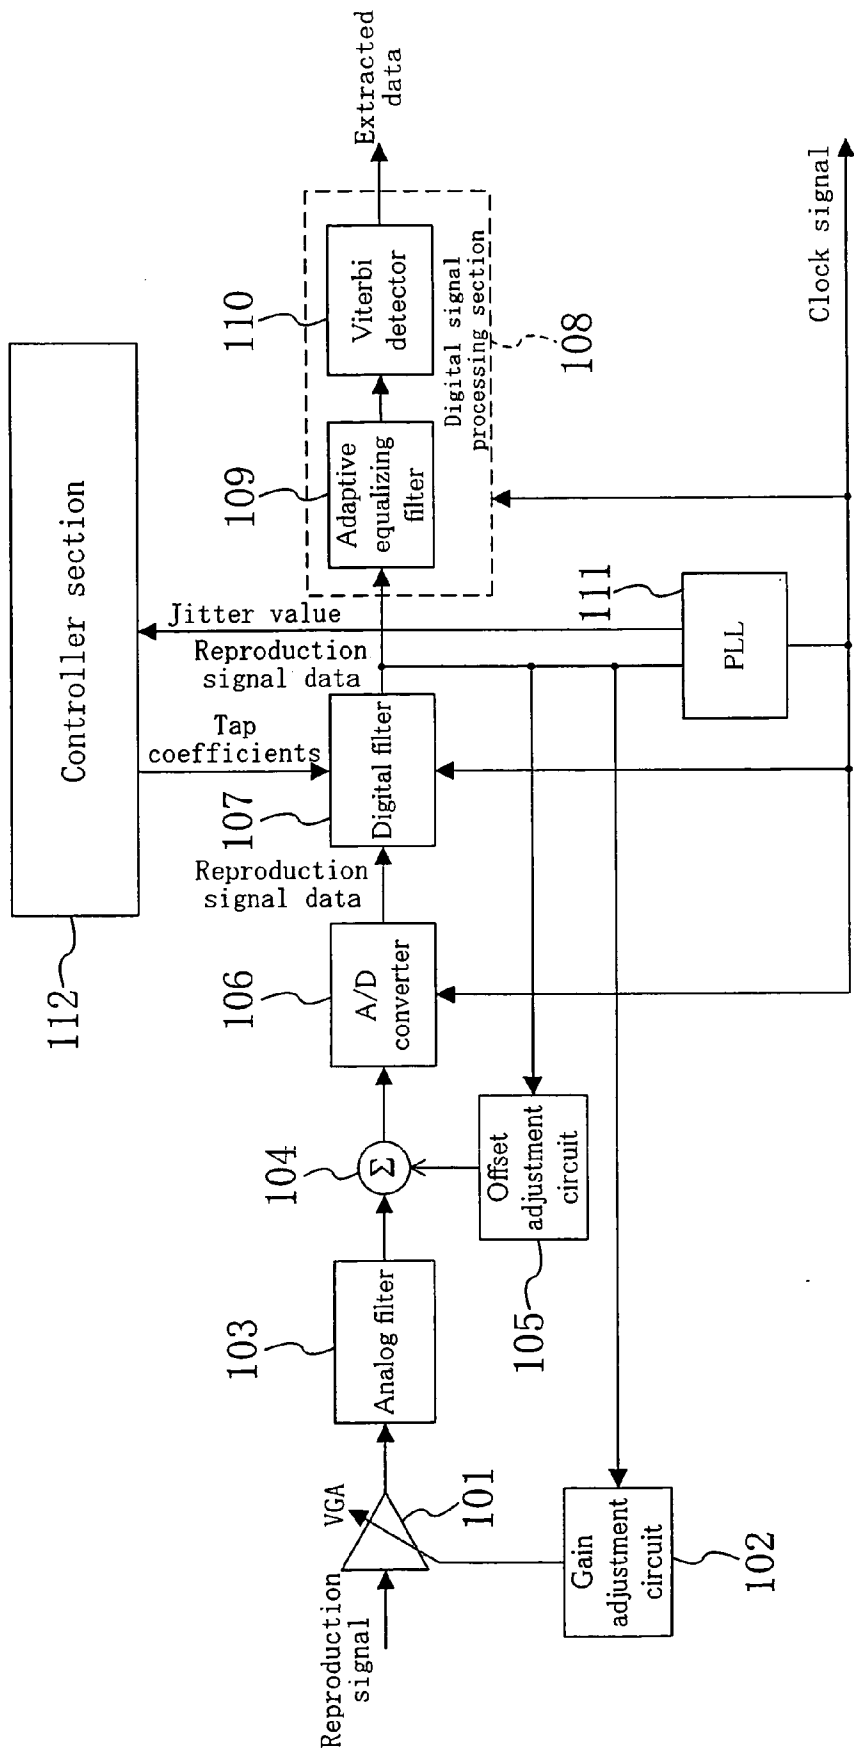 Controller section
112
Reproduction
signal
VGA
101
Gain
adjustment
circuit
102
103
Analog filter
104
Σ
Offset
adjustment
circuit
105
106
A/D
converter
Reproduction
signal data
107
Digital filter
Tap
coefficients
Reproduction
signal data
Jitter value
109
Adaptive
equalizing
filter
110
Viterbi
detector
Digital signal
processing section
108
Extracted
data
111
PLL
Clock signal